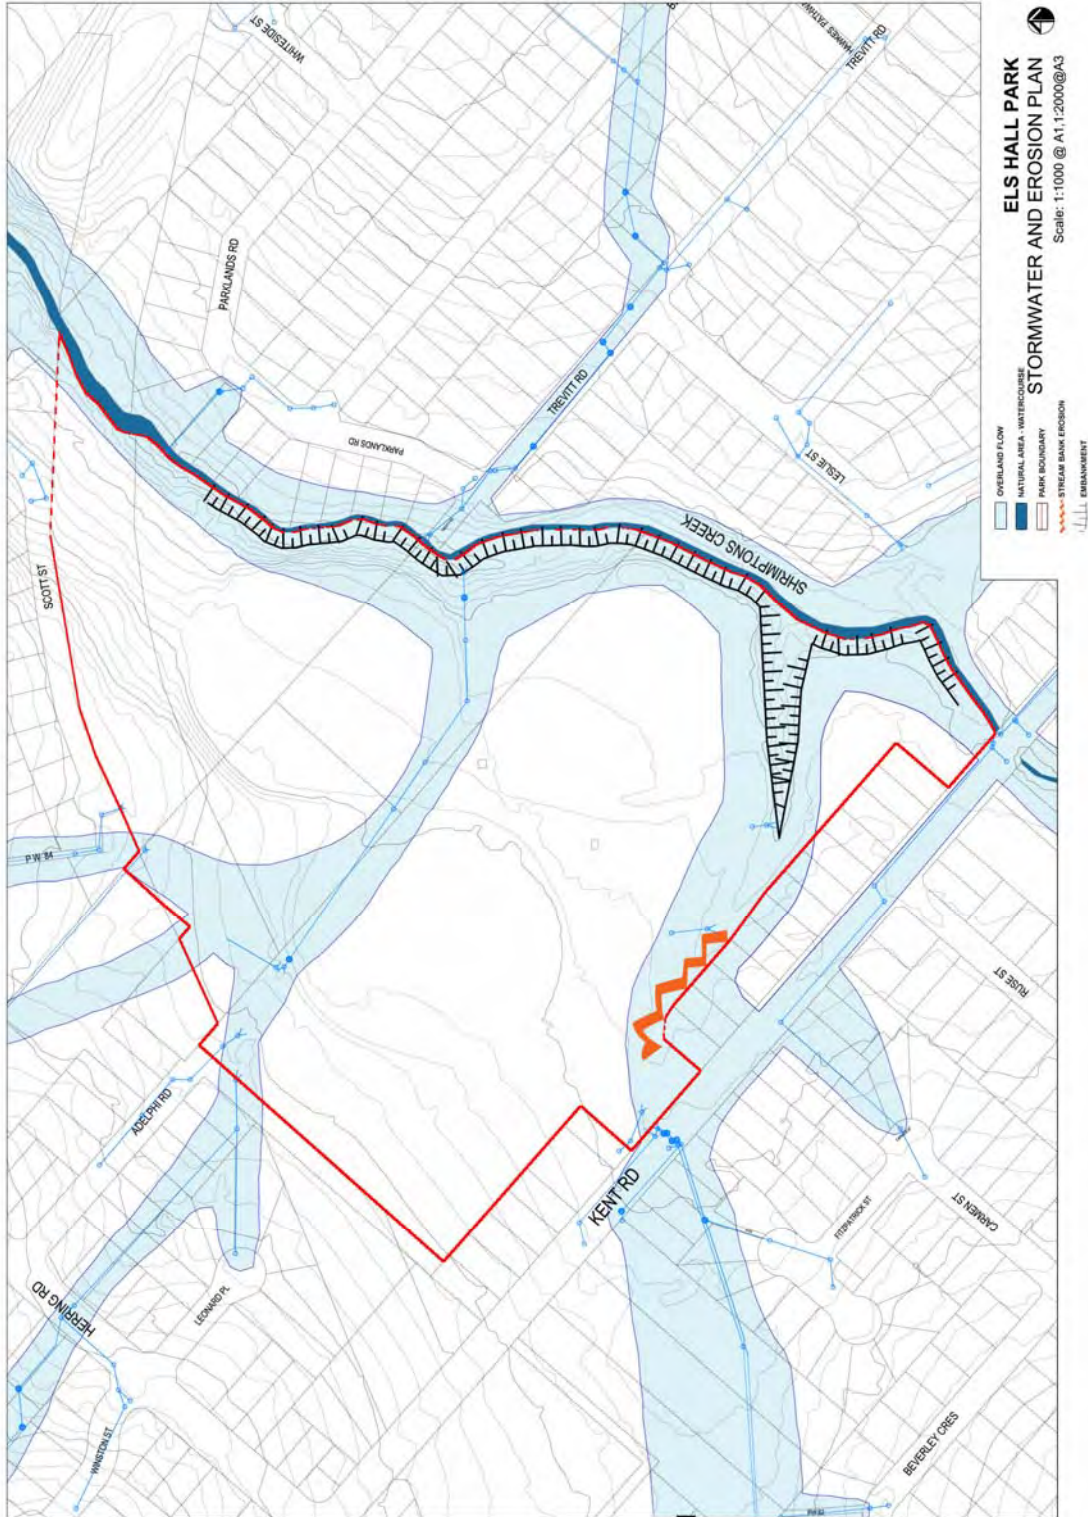 ELS HALL PARK
STORMWATER AND EROSION PLAN
Scale: 1:1000 @ A1,1:2000@A3
OVERLAND FLOW
NATURAL AREA - WATERCOURSE
PARK BOUNDARY
STREAM BANK EROSION
EMBANKMENT
WHITESIDE ST
HAWKES PATHWAY
TREVITT RD
PARKLANDS RD
PARKLANDS RD
TREVITT RD
LESLIE ST
SCOTT ST
SHRIMPTONS CREEK
P W 84
ADELPHI RD
RUSE ST
KENT RD
CARMEN ST
FITZPATRICK ST
HERRING RD
LEONARD PL
WINSTON ST
BEVERLEY CRES